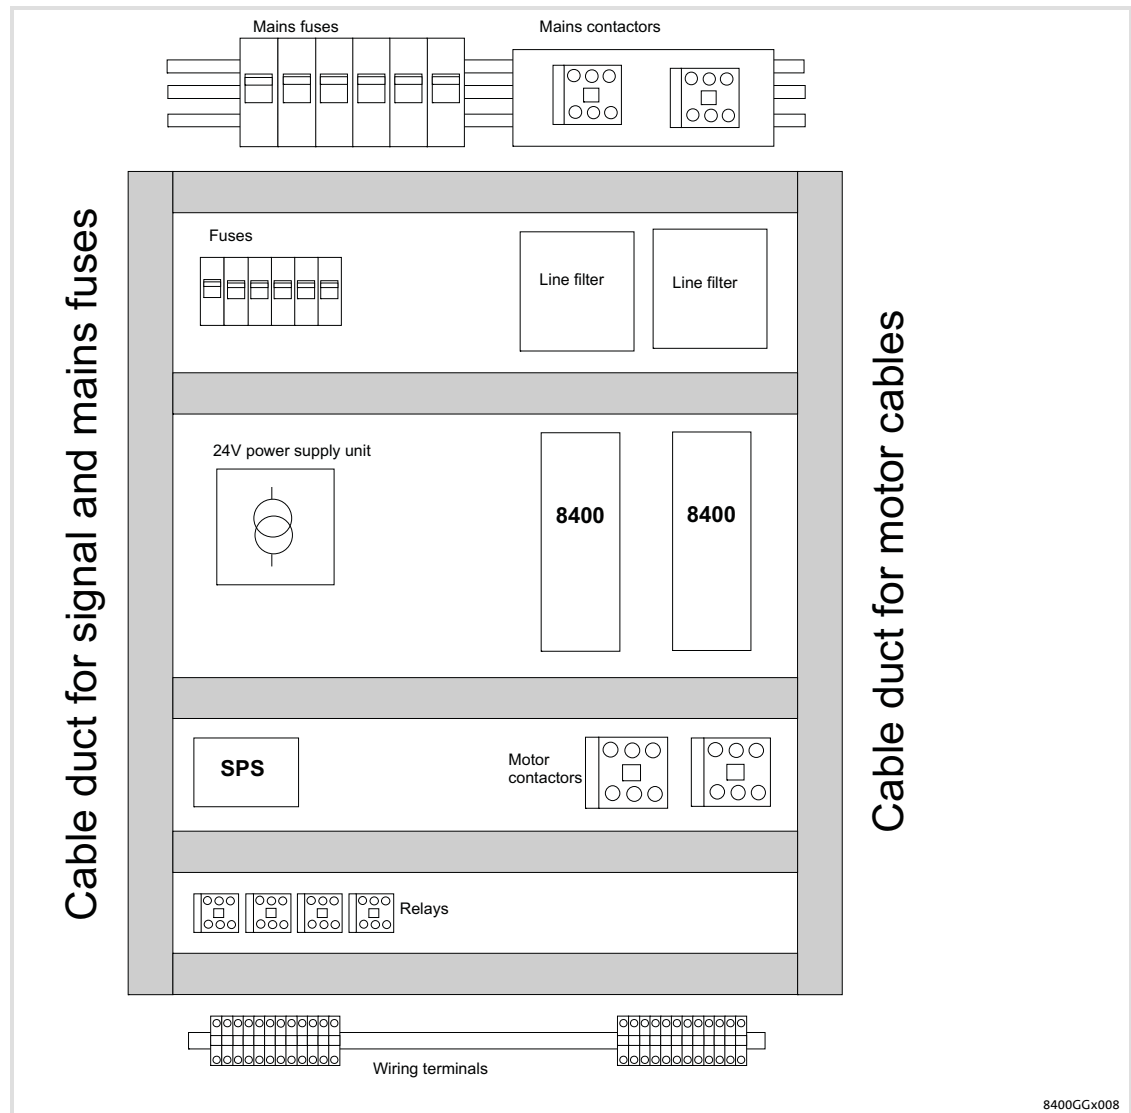 Mains fuses
Mains contactors
Cable duct for signal and mains fuses
Fuses
Line filter
Line filter
Cable duct for motor cables
24V power supply unit
8400
8400
SPS
Motor
contactors
Relays
Wiring terminals
8400GGx008